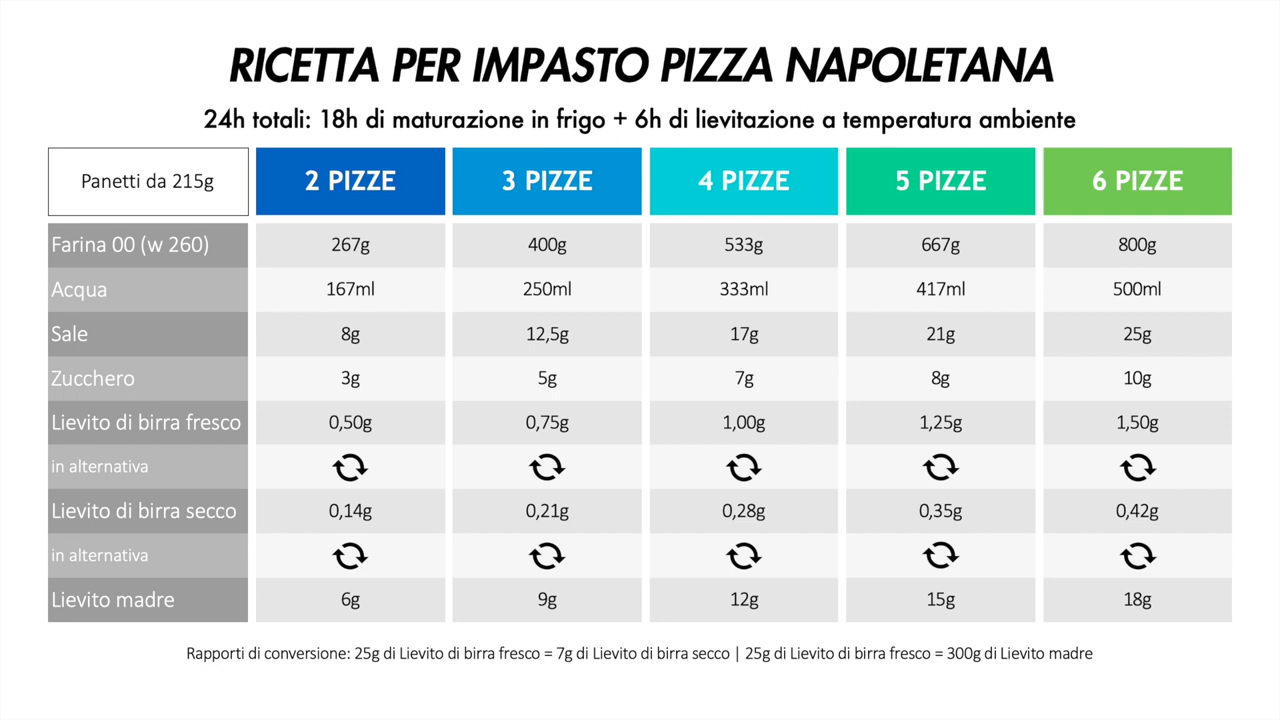 RICETTA PER IMPASTO PIZZA NAPOLETANA
24h totali: 18h di maturazione in frigo + 6h di lievitazione a temperatura ambiente
Panetti da 215g 2 PIZZE 3 PIZZE 4 PIZZE 5 PIZZE 6 PIZZE
Farina 00 (w 260) 267g 400g 533g 667g 800g
Acqua 167ml 250ml 333ml 417ml 500ml
Sale 8g 12,5g 17g 21g 25g
Zucchero 3g 5g 7g 8g 10g
Lievito di birra fresco 0,50g 0,75g 1,00g 1,25g 1,50g
in alternativa
Lievito di birra secco 0,14g 0,21g 0,28g 0,35g 0,42g
in alternativa
Lievito madre 6g 9g 12g 15g 18g
Rapporti di conversione: 25g di Lievito di birra fresco = 7g di Lievito di birra secco | 25g di Lievito di birra fresco = 300g di Lievito madre